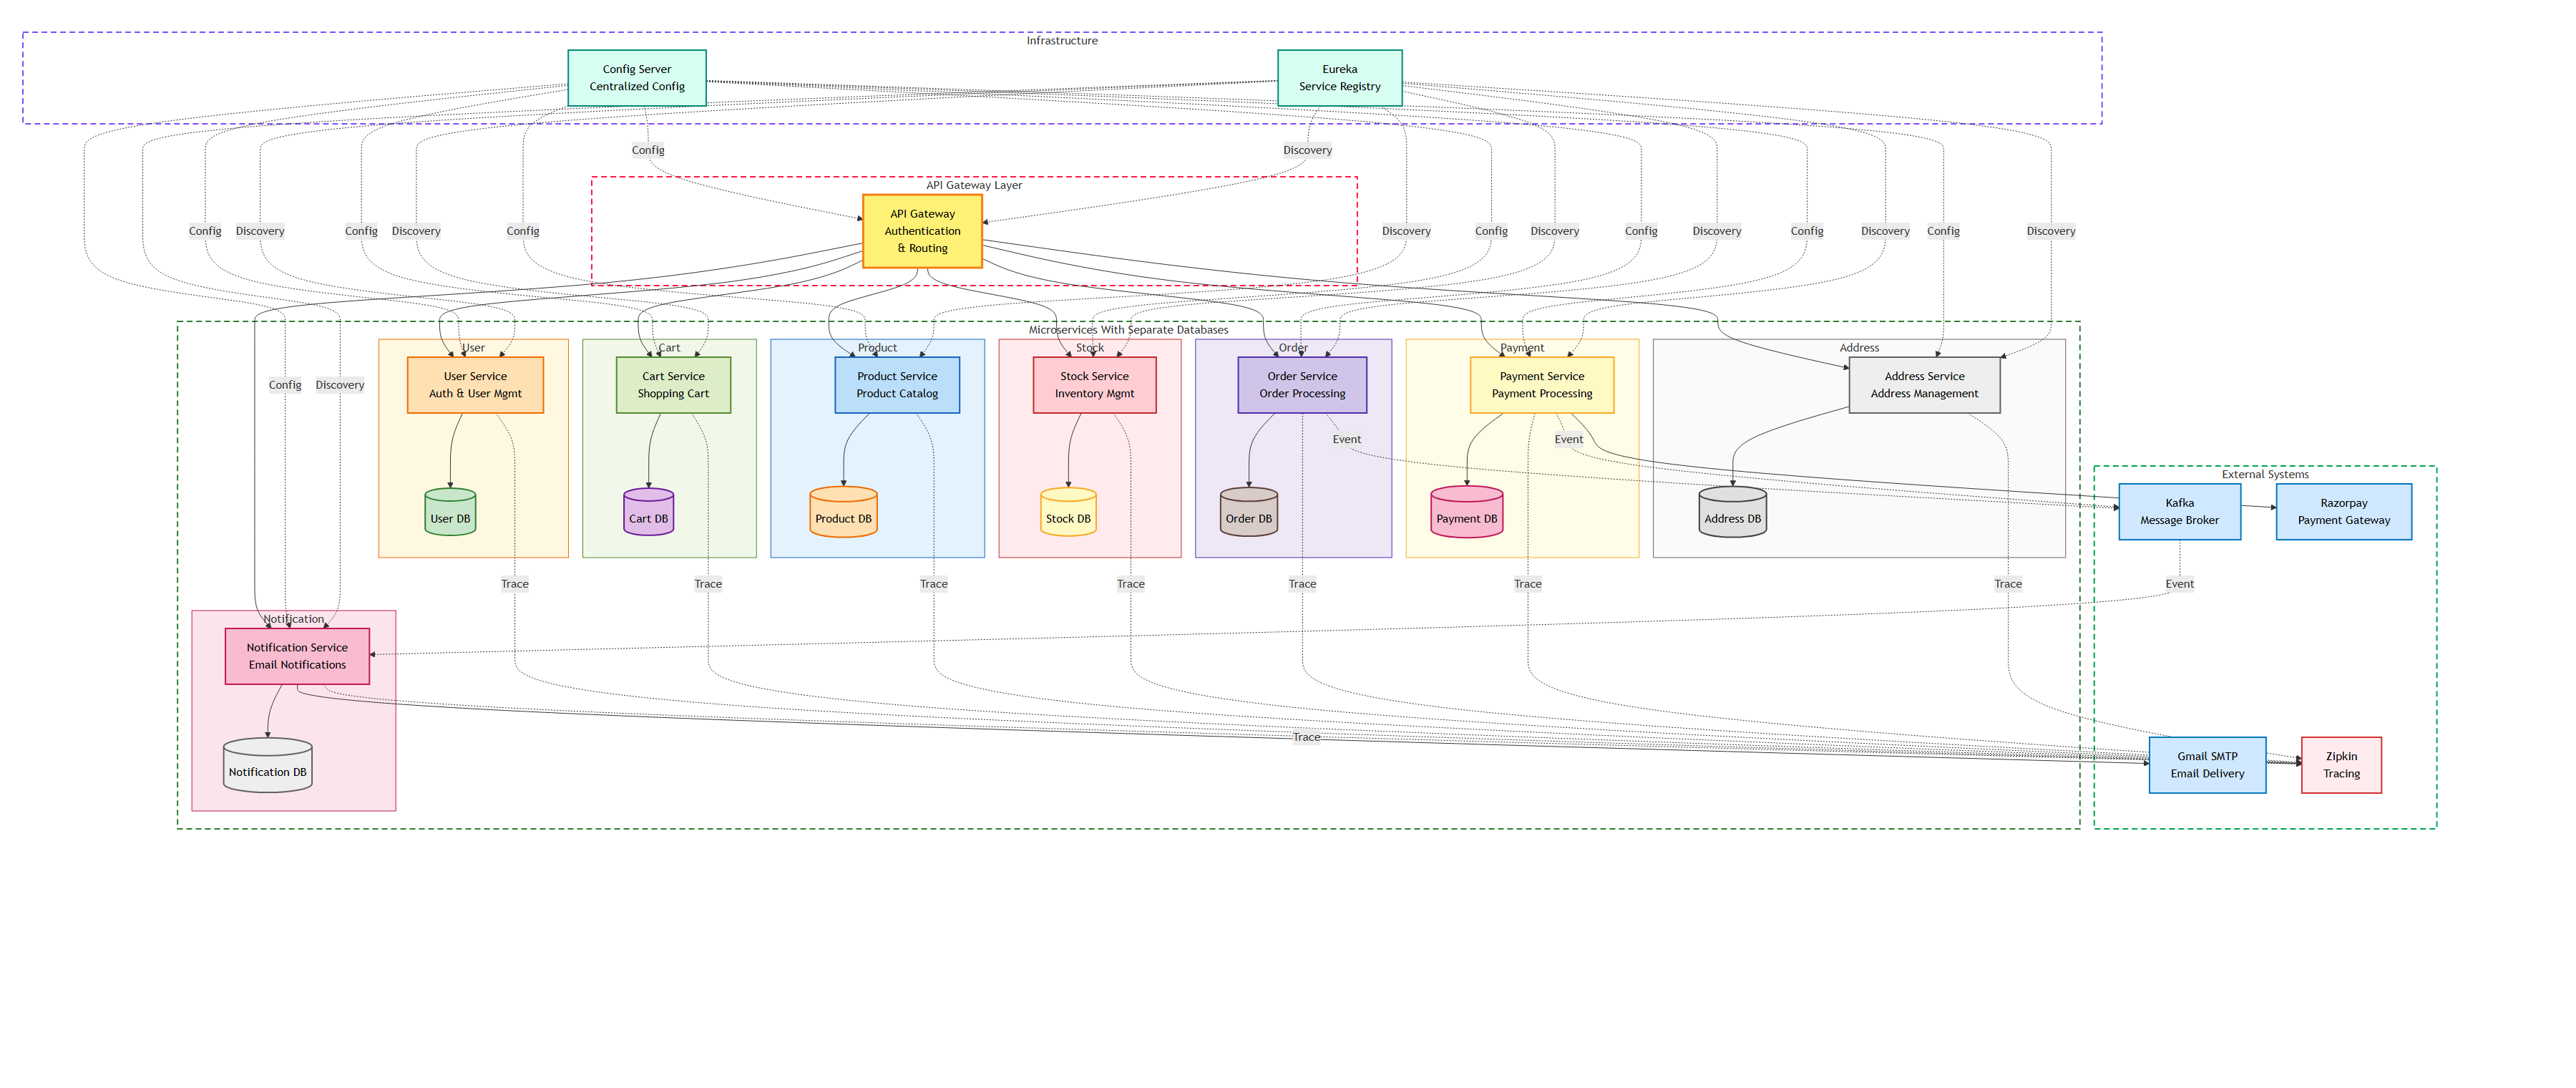 Infrastructure
Config Server
Centralized Config
Eureka
Service Registry
Config
Discovery
API Gateway Layer
API Gateway
Authentication
& Routing
Config
Discovery
Config
Discovery
Config
Discovery
Config
Discovery
Config
Discovery
Config
Discovery
Config
Discovery
Microservices With Separate Databases
User
User Service
Auth & User Mgmt
User DB
Cart
Cart Service
Shopping Cart
Cart DB
Product
Product Service
Product Catalog
Product DB
Stock
Stock Service
Inventory Mgmt
Stock DB
Order
Order Service
Order Processing
Order DB
Payment
Payment Service
Payment Processing
Payment DB
Address
Address Service
Address Management
Address DB
Config
Discovery
Event
Event
External Systems
Kafka
Message Broker
Razorpay
Payment Gateway
Trace
Trace
Trace
Trace
Trace
Trace
Trace
Event
Notification
Notification Service
Email Notifications
Notification DB
Trace
Gmail SMTP
Email Delivery
Zipkin
Tracing